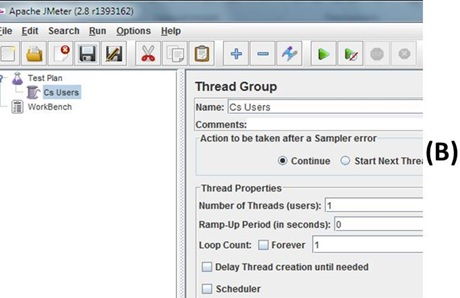 Apache JMeter (2.8 r1393162)
File Edit Search Run Options Help
Test Plan
Cs Users
WorkBench
Thread Group
Name: Cs Users
Comments:
Action to be taken after a Sampler error
Continue Start Next Threa
(B)
Thread Properties
Number of Threads (users): 1
Ramp-Up Period (in seconds): 0
Loop Count: Forever 1
Delay Thread creation until needed
Scheduler